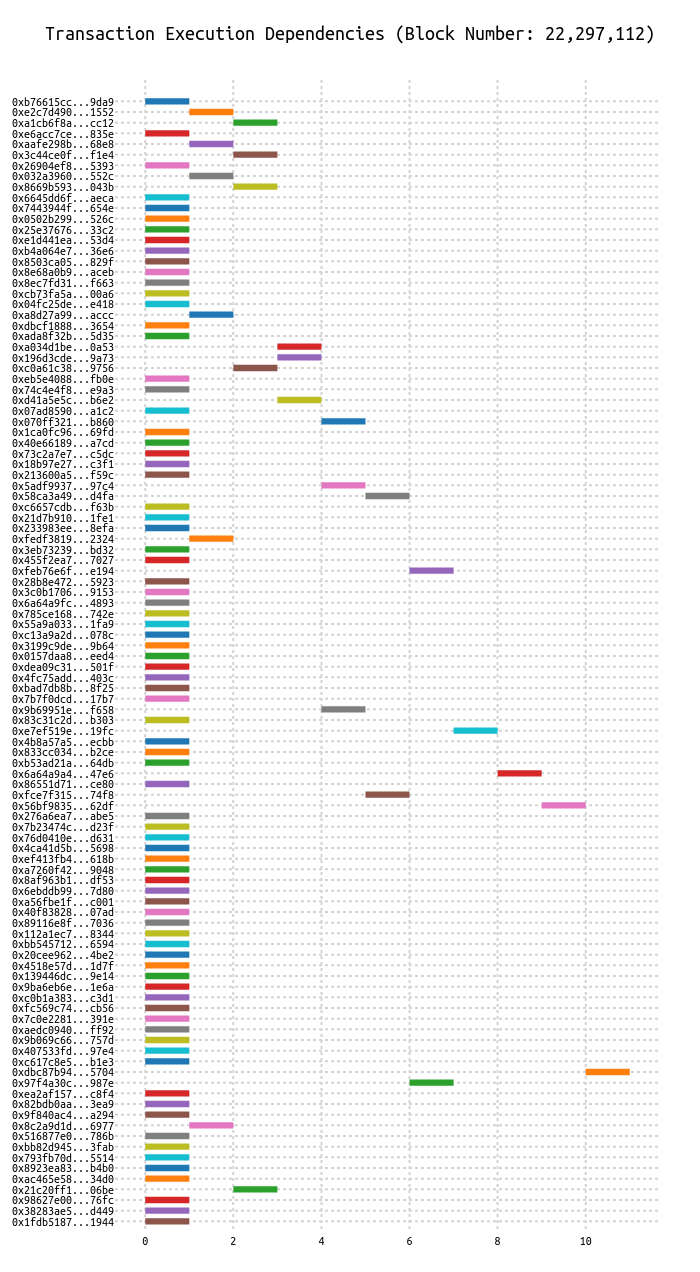 Transaction Execution Dependencies (Block Number: 22,297,112)
0xb76615cc...9da9
0xe2c7d490...1552
0xa1cb6f8a...cc12
0xe6acc7ce...835e
0xaafe298b...68e8
0x3c44ce0f...f1e4
0x26904ef8...5393
0x032a3960...552c
0x8669b593...043b
0x6645dd6f...aeca
0x7443944f...654e
0x0502b299...526c
0x25e37676...33c2
0xe1d441ea...53d4
0xb4a064e7...36e6
0x8503ca05...829f
0x8e68a0b9...aceb
0x8ec7fd31...f663
0xcb73fa5a...00a6
0x04fc25de...e418
0xa8d27a99...accc
0xdbcf1888...3654
0xada8f32b...5d35
0xa034d1be...0a53
0x196d3cde...9a73
0xc0a61c38...9756
0xeb5e4088...fb0e
0x74c4e4f8...e9a3
0xd41a5e5c...b6e2
0x07ad8590...a1c2
0x070ff321...b860
0x1ca0fc96...69fd
0x40e66189...a7cd
0x73c2a7e7...c5dc
0x18b97e27...c3f1
0x213600a5...f59c
0x5adf9937...97c4
0x58ca3a49...d4fa
0xc6657cdb...f63b
0x21d7b910...1fe1
0x233983ee...8efa
0xfedf3819...2324
0x3eb73239...bd32
0x455f2ea7...7027
0xfeb76e6f...e194
0x28b8e472...5923
0x3c0b1706...9153
0x6a64a9fc...4893
0x785ce168...742e
0x55a9a033...1fa9
0xc13a9a2d...078c
0x3199c9de...9b64
0x0157daa8...eed4
0xdea09c31...501f
0x4fc75add...403c
0xbad7db8b...8f25
0x7b7f0dcd...17b7
0x9b69951e...f658
0x83c31c2d...b303
0xe7ef519e...19fc
0x4b8a57a5...ecbb
0x833cc034...b2ce
0xb53ad21a...64db
0x6a64a9a4...47e6
0x86551d71...ce80
0xfce7f315...74f8
0x56bf9835...62df
0x276a6ea7...abe5
0x7b23474c...d23f
0x76d0410e...d631
0x4ca41d5b...5698
0xef413fb4...618b
0xa7260f42...9048
0x8af963b1...df53
0x6ebddb99...7d80
0xa56fbe1f...c001
0x40f83828...07ad
0x89116e8f...7036
0x112a1ec7...8344
0xbb545712...6594
0x20cee962...4be2
0x4518e57d...1d7f
0x139446dc...9e14
0x9ba6eb6e...1e6a
0xc0b1a383...c3d1
0xfc569c74...cb56
0x7c0e2281...391e
0xaedc0940...ff92
0x9b069c66...757d
0x407533fd...97e4
0xc617c8e5...b1e3
0xdbc87b94...5704
0x97f4a30c...987e
0xea2af157...c8f4
0x82bdb0aa...3ea9
0x9f840ac4...a294
0x8c2a9d1d...6977
0x516877e0...786b
0xbb82d945...3fab
0x793fb70d...5514
0x8923ea83...b4b0
0xac465e58...34d0
0x21c20ff1...06be
0x98627e00...76fc
0x38283ae5...d449
0x1fdb5187...1944
0 2 4 6 8 10